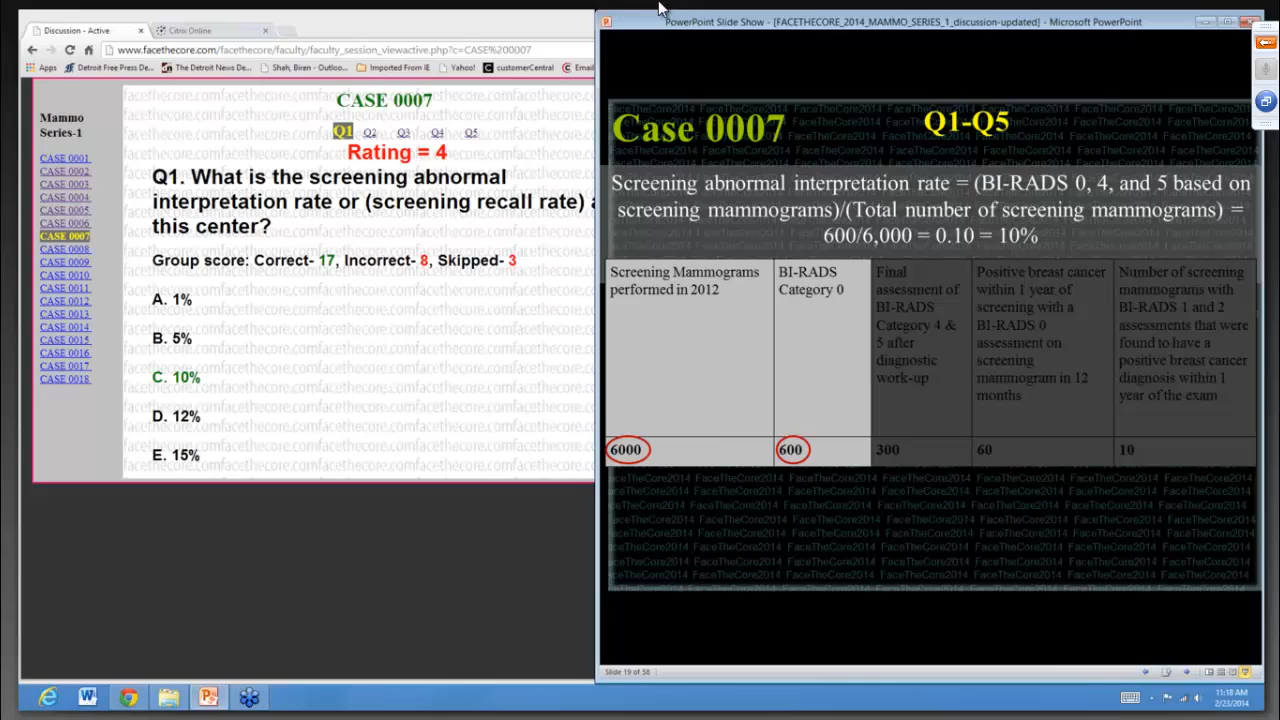 Discussion - Active
Citrix Online
www.facethecore.com/facethecore/faculty/faculty_session_viewactive.php?c=CASE%200007
Apps
Detroit Free Press De...
The Detroit News De...
Shah, Biren - Outloo...
Imported From IE
Yahoo!
customerCentral
Email
Mammo
Series-1
CASE 0001
CASE 0002
CASE 0003
CASE 0004
CASE 0005
CASE 0006
CASE 0007
CASE 0008
CASE 0009
CASE 0010
CASE 0011
CASE 0012
CASE 0013
CASE 0014
CASE 0015
CASE 0016
CASE 0017
CASE 0018
CASE 0007
Q1 Q2 Q3 Q4 Q5
Rating = 4
Q1. What is the screening abnormal
interpretation rate or (screening recall rate) a
this center?
Group score: Correct- 17, Incorrect- 8, Skipped- 3
A. 1%
B. 5%
C. 10%
D. 12%
E. 15%
PowerPoint Slide Show - [FACETHECORE_2014_MAMMO_SERIES_1_discussion-updated] - Microsoft PowerPoint
Case 0007
Q1-Q5
Screening abnormal interpretation rate = (BI-RADS 0, 4, and 5 based on
screening mammograms)/(Total number of screening mammograms) =
600/6,000 = 0.10 = 10%
Screening Mammograms
performed in 2012
BI-RADS
Category 0
Final
assessment of
BI-RADS
Category 4 &
5 after
diagnostic
work-up
Positive breast cancer
within 1 year of
screening with a
BI-RADS 0
assessment on
screening
mammogram in 12
months
Number of screening
mammograms with
BI-RADS 1 and 2
assessments that were
found to have a
positive breast cancer
diagnosis within 1
year of the exam
6000
600
300
60
10
Slide 19 of 58
11:18 AM
2/23/2014